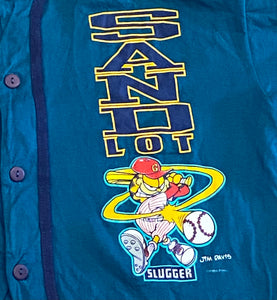 SAND
LOT
G
JIM DAVIS
SLUGGER